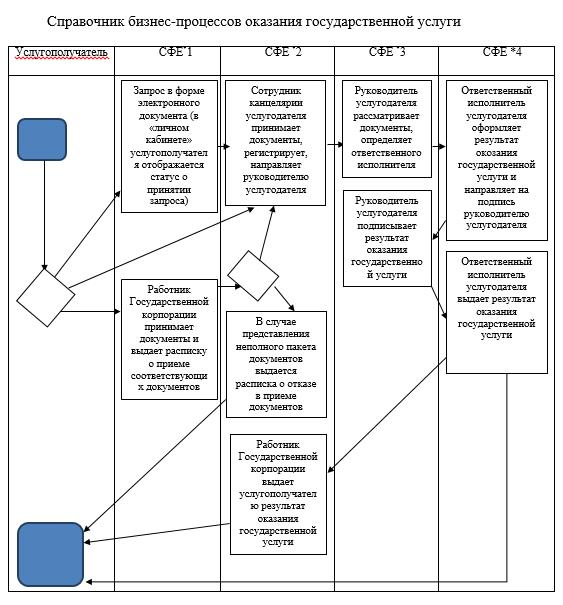 Справочник бизнес-процессов оказания государственной услуги
Услугополучатель
СФЕ*1
СФЕ *2
СФЕ*3
СФЕ *4
Запрос в форме
электронного
документа (в
«личном
кабинете»
услугополучател
я отображается
статус о
принятии
запроса)
Сотрудник
канцелярии
услугодателя
принимает
документы,
регистрирует,
направляет
руководителю
услугодателя
Руководитель
услугодателя
рассматривает
документы,
определяет
ответственного
исполнителя
Ответственный
исполнитель
услугодателя
оформляет
результат
оказания
государственной
услуги и
направляет на
подпись
руководителю
услугодателя
Руководитель
услугодателя
подписывает
результат
оказания
государственно
й услуги
Работник
Государственной
корпорации
принимает
документы и
выдает расписку
о приеме
соответствующи
х документов
В случае
представления
неполного пакета
документов
выдается
расписка о отказе
в приеме
документов
Ответственный
исполнитель
услугодателя
выдает результат
оказания
государственной
услуги
Работник
Государственной
корпорации
выдает
услугополучател
ю результат
оказания
государственной
услуги